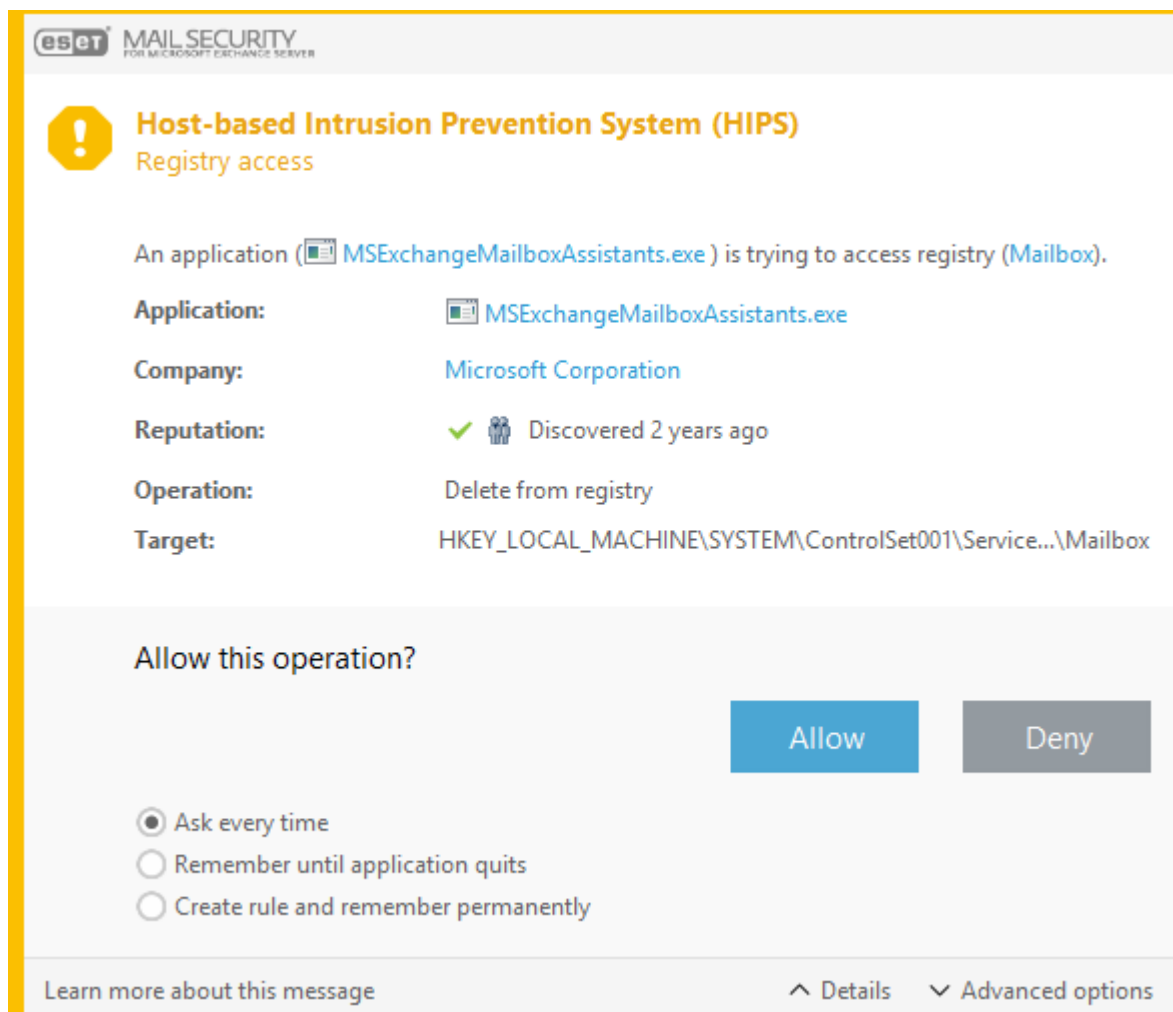 eset MAIL SECURITY
FOR MICROSOFT EXCHANGE SERVER
Host-based Intrusion Prevention System (HIPS)
Registry access
An application ( MSExchangeMailboxAssistants.exe ) is trying to access registry (Mailbox).
Application: MSExchangeMailboxAssistants.exe
Company: Microsoft Corporation
Reputation: Discovered 2 years ago
Operation: Delete from registry
Target: HKEY_LOCAL_MACHINE\SYSTEM\ControlSet001\Service...\Mailbox
Allow this operation?
Allow Deny
Ask every time
Remember until application quits
Create rule and remember permanently
Learn more about this message Details Advanced options